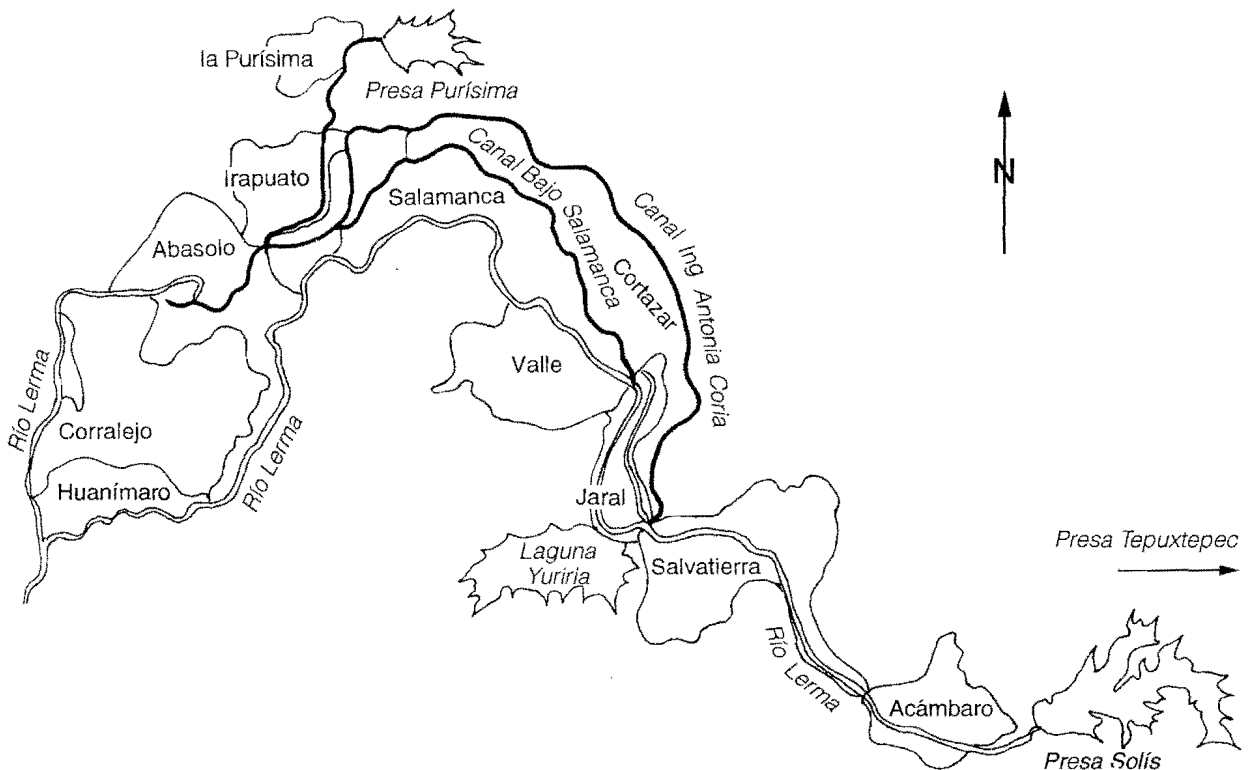 la Purísima
Presa Purísima
N
Irapuato
Salamanca
Canal Bajo Salamanca
Canal Ing Antonia Coria
Cortazar
Abasolo
Valle
Río Lerma
Corralejo
Río Lerma
Huanímaro
Jaral
Laguna
Yuriria
Salvatierra
Presa Tepuxtepec
Río Lerma
Acámbaro
Presa Solís